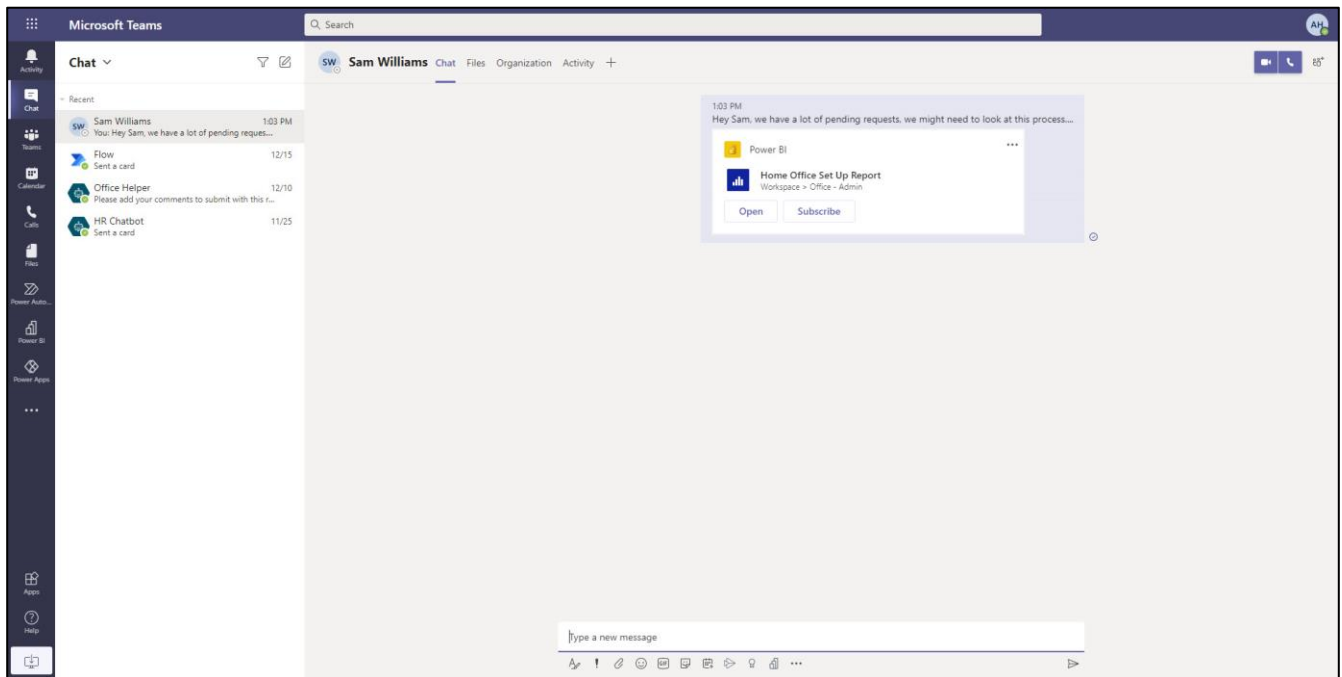 Microsoft Teams
Search
AH
Activity
Chat
Teams
Calendar
Calls
Files
Power Auto...
Power BI
Power Apps
Apps
Help
Chat
Recent
SW
Sam Williams 1:03 PM
You: Hey Sam, we have a lot of pending reques...
Flow 12/15
Sent a card
Office Helper 12/10
Please add your comments to submit with this r...
HR Chatbot 11/25
Sent a card
SW Sam Williams Chat Files Organization Activity
1:03 PM
Hey Sam, we have a lot of pending requests, we might need to look at this process....
Power BI
Home Office Set Up Report
Workspace > Office - Admin
Open Subscribe
Type a new message
GIF